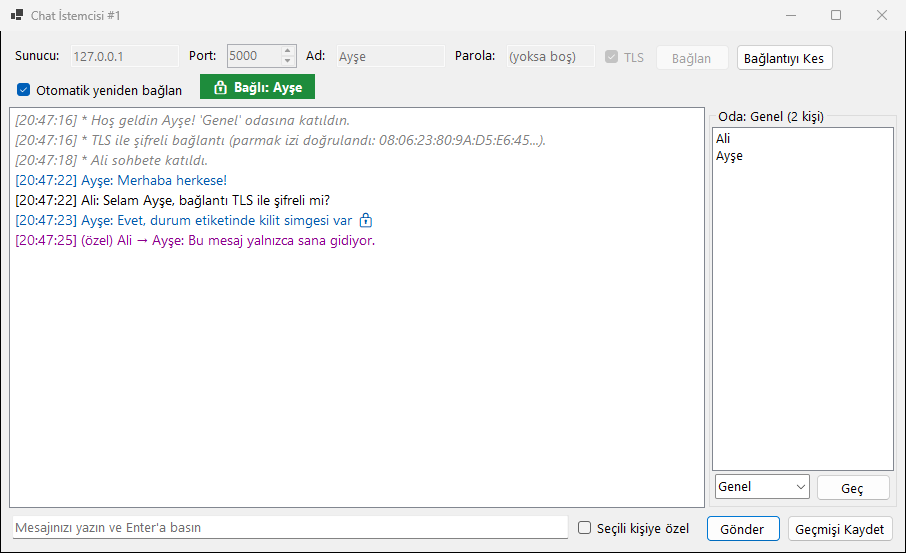 Chat İstemcisi #1
Sunucu: 127.0.0.1 Port: 5000 Ad: Ayşe Parola: (yoksa boş) TLS Bağlan Bağlantıyı Kes
Otomatik yeniden bağlan Bağlı: Ayşe
[20:47:16] * Hoş geldin Ayşe! 'Genel' odasına katıldın.
[20:47:16] * TLS ile şifreli bağlantı (parmak izi doğrulandı: 08:06:23:80:9A:D5:E6:45...).
[20:47:18] * Ali sohbete katıldı.
[20:47:22] Ayşe: Merhaba herkese!
[20:47:22] Ali: Selam Ayşe, bağlantı TLS ile şifreli mi?
[20:47:23] Ayşe: Evet, durum etiketinde kilit simgesi var 🔒
[20:47:25] (özel) Ali → Ayşe: Bu mesaj yalnızca sana gidiyor.
Oda: Genel (2 kişi)
Ali
Ayşe
Genel Geç
Mesajınızı yazın ve Enter'a basın Seçili kişiye özel Gönder Geçmişi Kaydet